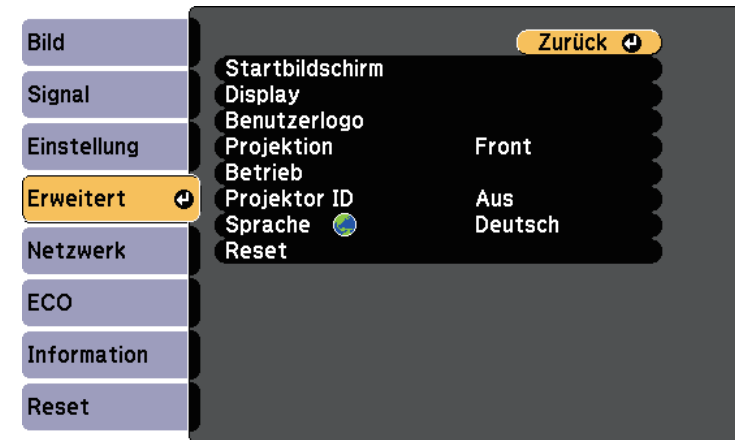 Bild
Signal
Einstellung
Erweitert
Netzwerk
ECO
Information
Reset
Zurück
Startbildschirm
Display
Benutzerlogo
Projektion Front
Betrieb
Projektor ID Aus
Sprache Deutsch
Reset